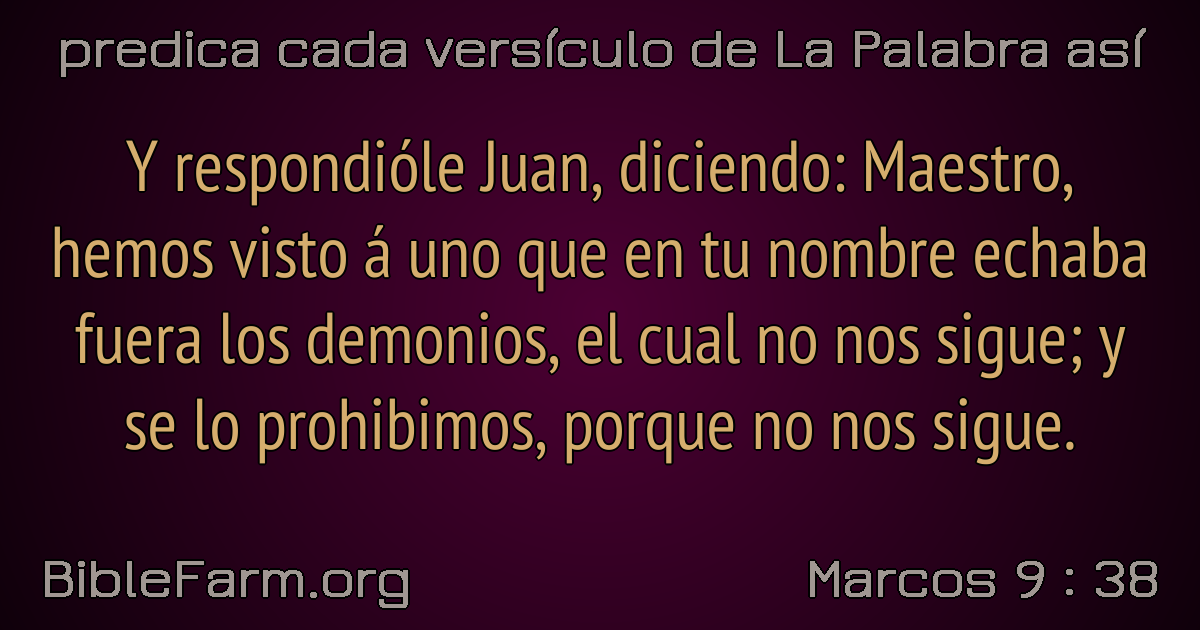 predica cada versículo de La Palabra así
Y respondióle Juan, diciendo: Maestro,
hemos visto á uno que en tu nombre echaba
fuera los demonios, el cual no nos sigue; y
se lo prohibimos, porque no nos sigue.
BibleFarm.org
Marcos 9 : 38